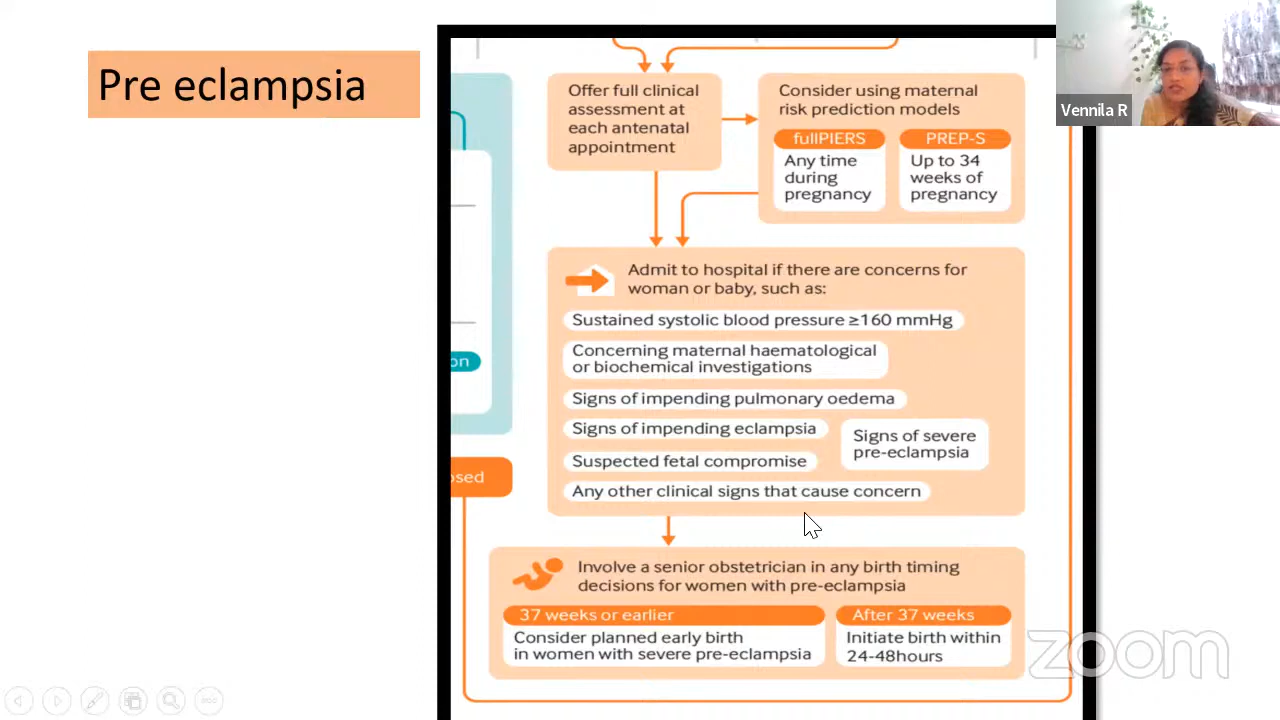 Pre eclampsia
Offer full clinical
assessment at
each antenatal
appointment
Consider using maternal
risk prediction models
fullPIERS
Any time
during
pregnancy
PREP-S
Up to 34
weeks of
pregnancy
Vennila R
Admit to hospital if there are concerns for
woman or baby, such as:
Sustained systolic blood pressure ≥160 mmHg
Concerning maternal haematological
or biochemical investigations
Signs of impending pulmonary oedema
Signs of impending eclampsia
Signs of severe
pre-eclampsia
Suspected fetal compromise
Any other clinical signs that cause concern
on
osed
Involve a senior obstetrician in any birth timing
decisions for women with pre-eclampsia
37 weeks or earlier
Consider planned early birth
in women with severe pre-eclampsia
After 37 weeks
Initiate birth within
24-48hours
zoom